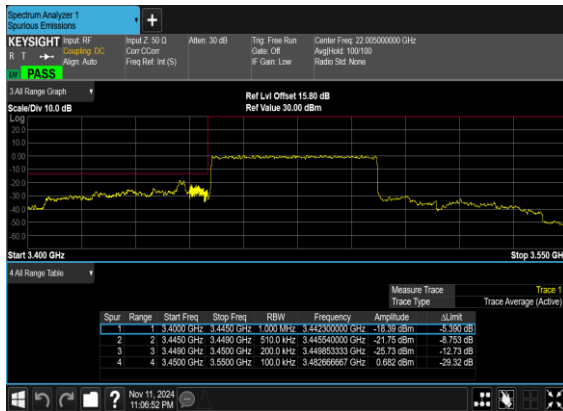 Spectrum Analyzer 1
Spurious Emissions
KEYSIGHT Input: RF Input Z: 50 Ω Atten: 30 dB Trig: Free Run Center Freq: 22.005000000 GHz
R T Coupling: DC Corr CCorr Gate: Off Avg|Hold: 100/100
Align: Auto Freq Ref: Int (S) IF Gain: Low Radio Std: None
PASS
3 All Range Graph Ref Lvl Offset 15.80 dB
Scale/Div 10.0 dB Ref Value 30.00 dBm
Log
20.0
10.0
0.00
-10.0
-20.0
-30.0
-40.0
-50.0
-60.0
Start 3.400 GHz Stop 3.550 GHz
4 All Range Table
Measure Trace Trace 1
Trace Type Trace Average (Active)
Spur Range Start Freq Stop Freq RBW Frequency Amplitude ΔLimit
1 1 3.4000 GHz 3.4450 GHz 1.000 MHz 3.442300000 GHz -18.39 dBm -5.390 dB
2 2 3.4450 GHz 3.4490 GHz 510.0 kHz 3.445540000 GHz -21.75 dBm -8.753 dB
3 3 3.4490 GHz 3.4500 GHz 200.0 kHz 3.449853333 GHz -25.73 dBm -12.73 dB
4 4 3.4500 GHz 3.5500 GHz 100.0 kHz 3.482666667 GHz 0.682 dBm -29.32 dB
Nov 11, 2024
11:06:52 PM